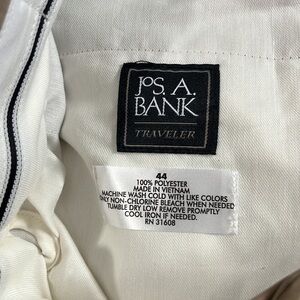 JOS. A.
BANK
TRAVELER
44
100% POLYESTER
MADE IN VIETNAM
MACHINE WASH COLD WITH LIKE COLORS
ONLY NON-CHLORINE BLEACH WHEN NEEDED
TUMBLE DRY LOW REMOVE PROMPTLY
COOL IRON IF NEEDED.
RN 31608